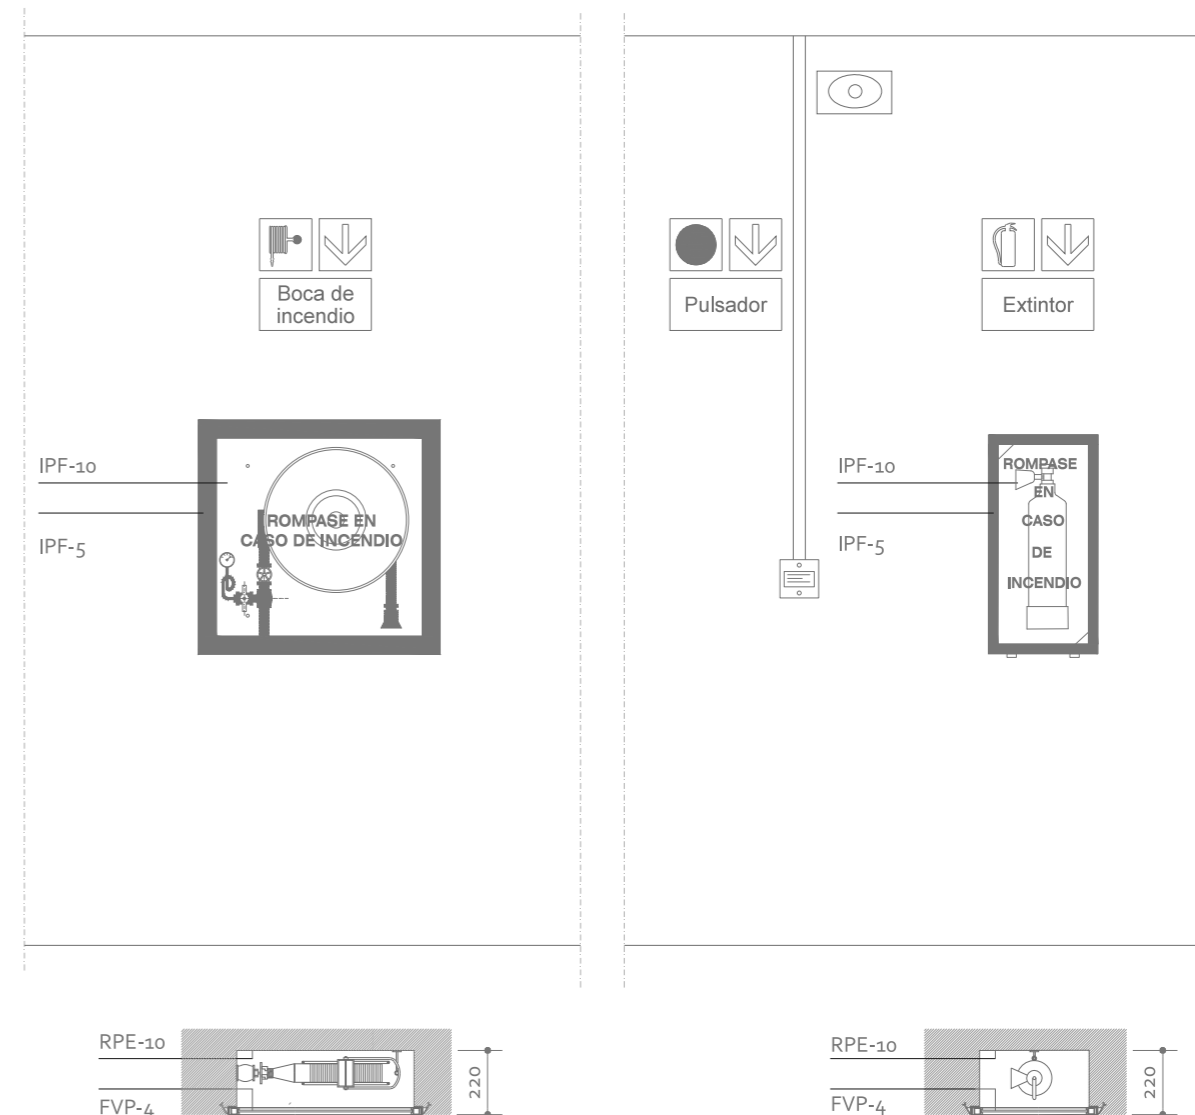 Boca de
incendio
IPF-10
IPF-5
ROMPASE EN
CASO DE INCENDIO
Pulsador
Extintor
IPF-10
IPF-5
ROMPASE
EN
CASO
DE
INCENDIO
RPE-10
FVP-4
220
RPE-10
FVP-4
220